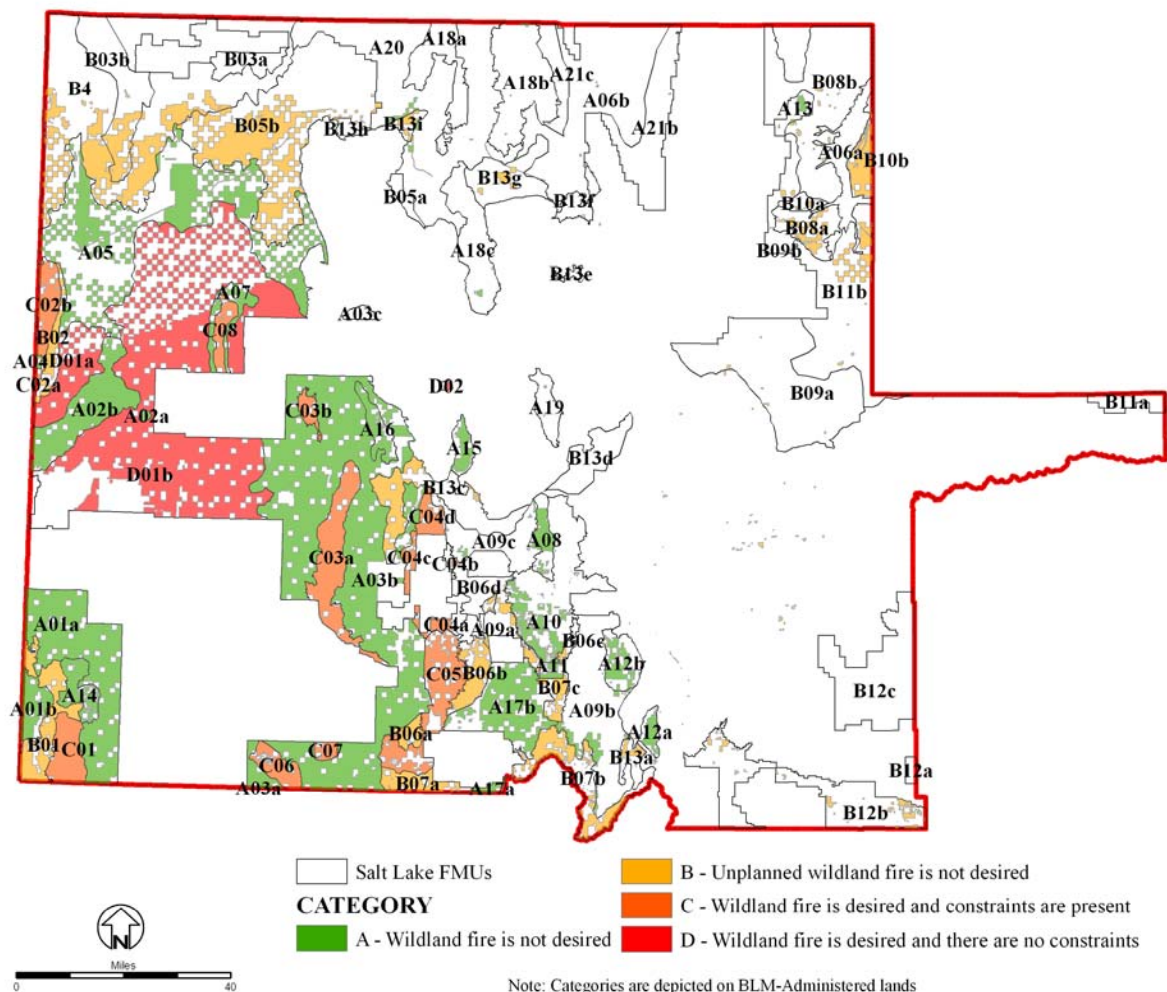 A20
A18a
B03b
B03a
A18b
A21c
B08b
B4
A06b
A13
B05b
B13h
B13i
A21b
A06a
B10b
B13g
B05a
B13f
B10a
B08a
A05
A18c
B09b
B13e
B11b
C02b
A07
A03c
B02
C08
A04
D01a
C02a
D02
B09a
B11a
A02b
A02a
C03b
A16
A19
A15
D01b
B13c
B13d
C04d
A09c
A08
C03a
C04c
C04b
A03b
B06d
A01a
C04a
A09a
A10
B06c
C05
B06b
A11
A12b
B12c
A14
A17b
B07c
A01b
A09b
B01
C01
B06a
A12a
C06
C07
B13a
B12a
A03a
B07a
A17a
B07b
B12b
Salt Lake FMUs
CATEGORY
A - Wildland fire is not desired
B - Unplanned wildland fire is not desired
C - Wildland fire is desired and constraints are present
D - Wildland fire is desired and there are no constraints
N
Miles
0 20 40
Note: Categories are depicted on BLM-Administered lands